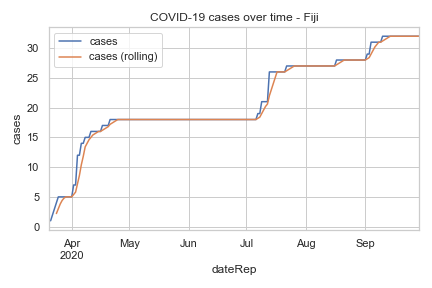 COVID-19 cases over time - Fiji
cases
cases (rolling)
30
25
20
15
10
5
0
cases
Apr May Jun Jul Aug Sep
2020
dateRep